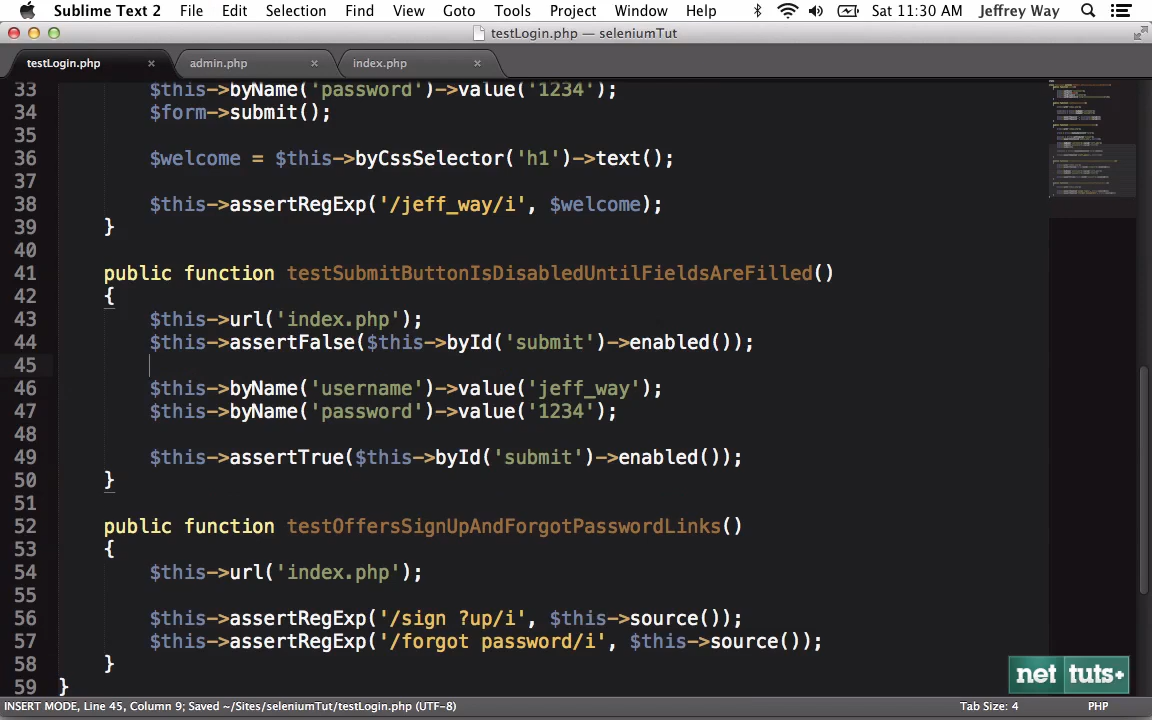 Sublime Text 2 File Edit Selection Find View Goto Tools Project Window Help Sat 11:30 AM Jeffrey Way
testLogin.php — seleniumTut
testLogin.php × admin.php × index.php ×
33 $this->byName('password')->value('1234');
34 $form->submit();
35
36 $welcome = $this->byCssSelector('h1')->text();
37
38 $this->assertRegExp('/jeff_way/i', $welcome);
39 }
40
41 public function testSubmitButtonIsDisabledUntilFieldsAreFilled()
42 {
43 $this->url('index.php');
44 $this->assertFalse($this->byId('submit')->enabled());
45
46 $this->byName('username')->value('jeff_way');
47 $this->byName('password')->value('1234');
48
49 $this->assertTrue($this->byId('submit')->enabled());
50 }
51
52 public function testOffersSignUpAndForgotPasswordLinks()
53 {
54 $this->url('index.php');
55
56 $this->assertRegExp('/sign ?up/i', $this->source());
57 $this->assertRegExp('/forgot password/i', $this->source());
58 }
59 }
net tuts+
INSERT MODE, Line 45, Column 9; Saved ~/Sites/seleniumTut/testLogin.php (UTF-8) Tab Size: 4 PHP